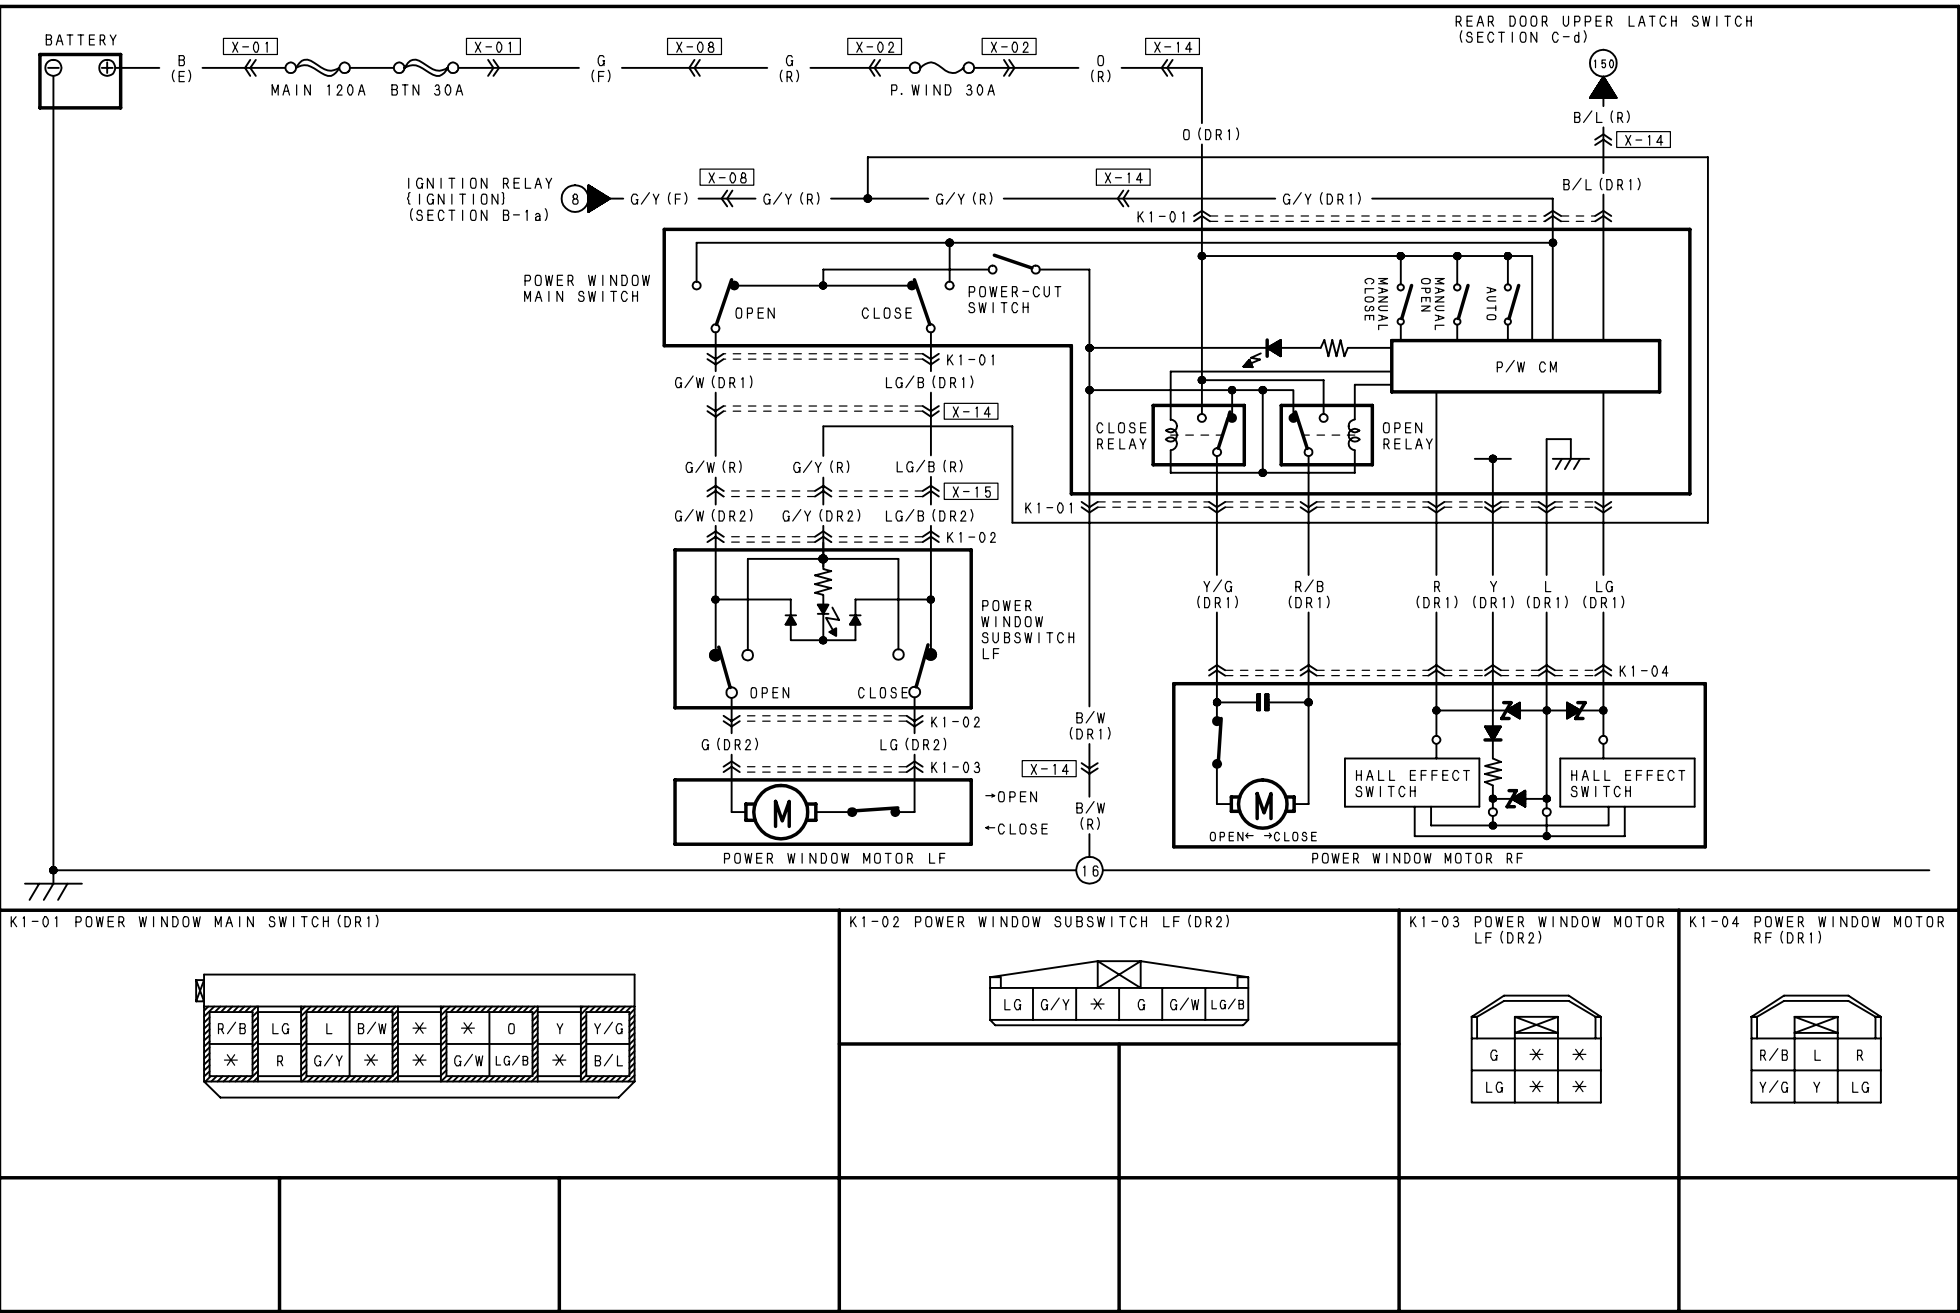 REAR DOOR UPPER LATCH SWITCH
(SECTION C-d)
BATTERY
B
(E)
X-01
X-01
G
(F)
X-08
G
(R)
X-02
X-02
O
(R)
X-14
150
MAIN 120A
BTN 30A
P.WIND 30A
B/L(R)
X-14
O(DR1)
IGNITION RELAY
{IGNITION}
(SECTION B-1a)
8
G/Y(F)
X-08
G/Y(R)
G/Y(R)
X-14
G/Y(DR1)
B/L(DR1)
K1-01
POWER WINDOW
MAIN SWITCH
OPEN
CLOSE
POWER-CUT
SWITCH
MANUAL
CLOSE
MANUAL
OPEN
AUTO
P/W CM
K1-01
G/W(DR1)
LG/B(DR1)
X-14
CLOSE
RELAY
OPEN
RELAY
G/W(R)
G/Y(R)
LG/B(R)
X-15
G/W(DR2)
G/Y(DR2)
LG/B(DR2)
K1-01
K1-02
Y/G
(DR1)
R/B
(DR1)
R
(DR1)
Y
(DR1)
L
(DR1)
LG
(DR1)
POWER
WINDOW
SUBSWITCH
LF
OPEN
CLOSE
K1-04
K1-02
G(DR2)
LG(DR2)
B/W
(DR1)
K1-03
X-14
M
→OPEN
←CLOSE
B/W
(R)
HALL EFFECT
SWITCH
HALL EFFECT
SWITCH
M
OPEN← →CLOSE
POWER WINDOW MOTOR LF
POWER WINDOW MOTOR RF
16
K1-01 POWER WINDOW MAIN SWITCH(DR1)
R/B LG L B/W * * O Y Y/G
* R G/Y * * G/W LG/B * B/L
K1-02 POWER WINDOW SUBSWITCH LF(DR2)
LG G/Y * G G/W LG/B
K1-03 POWER WINDOW MOTOR
LF(DR2)
G * *
LG * *
K1-04 POWER WINDOW MOTOR
RF(DR1)
R/B L R
Y/G Y LG